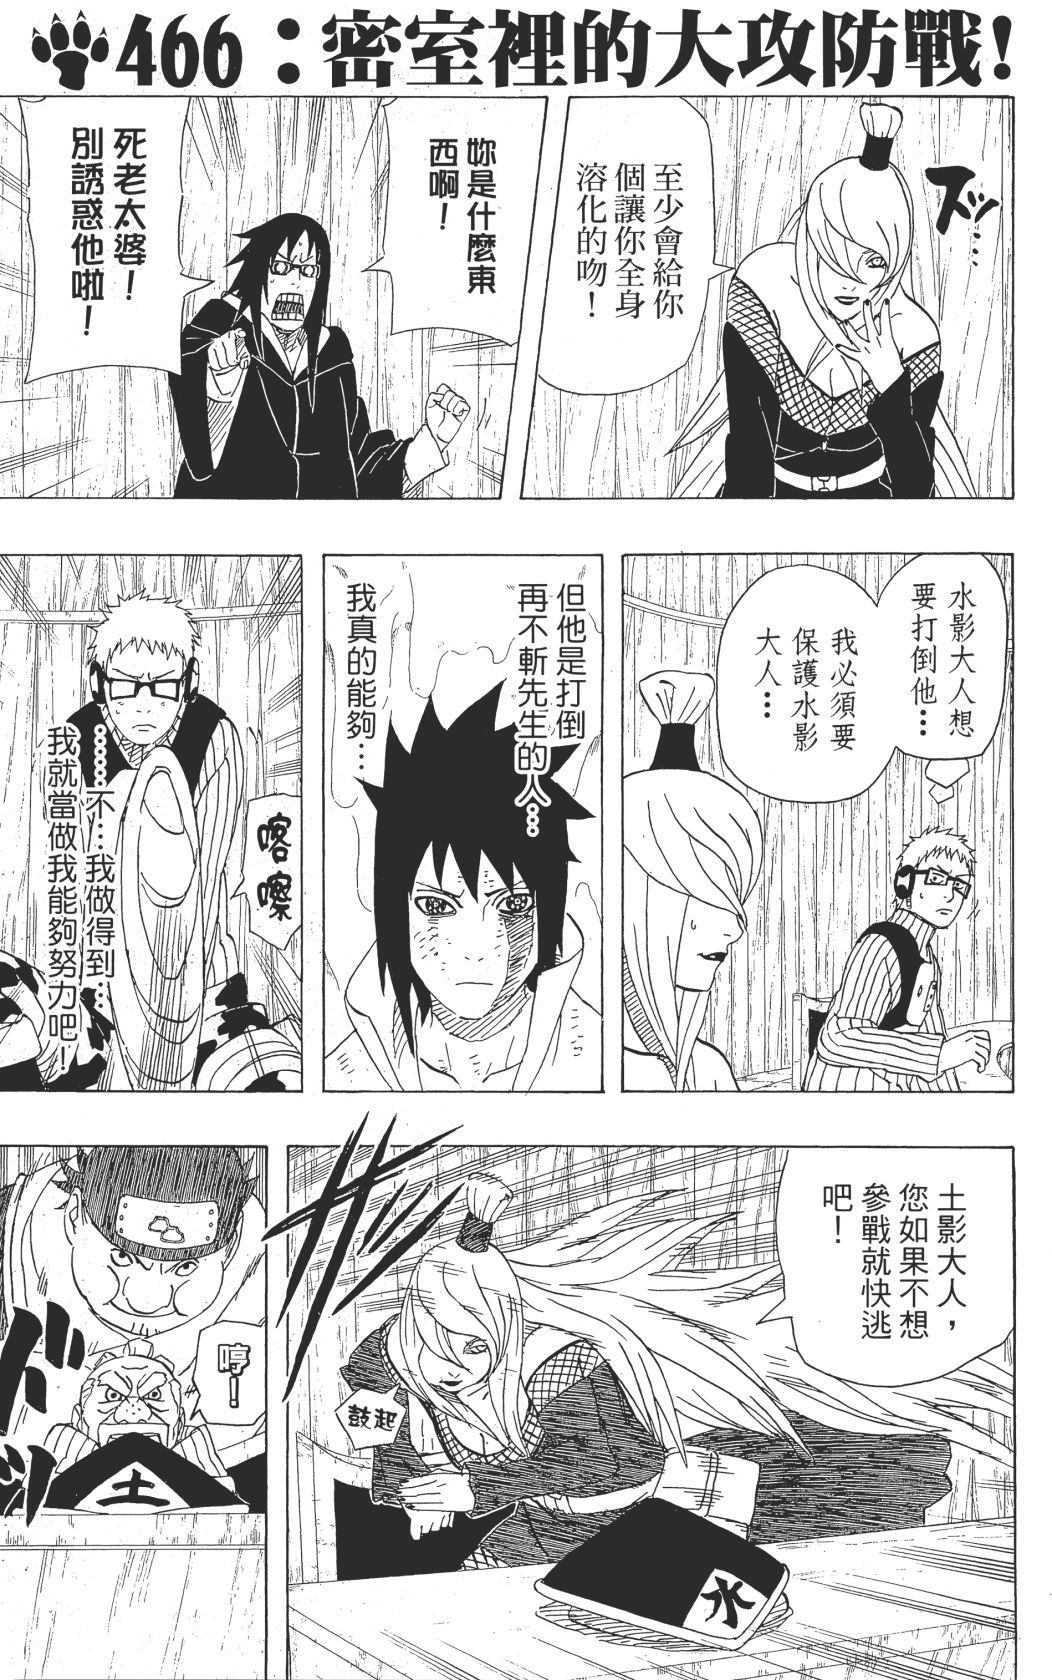 466：密室裡的大攻防戰！
ズッ…
至少會給你
個讓你全身
溶化的吻！
妳是什麼東
西啊！
死老太婆！
別誘惑他啦！
水影大人想
要打倒他…
我必須要
保護水影
大人…
但他是打倒
再不斬先生的人…
我真的能夠…
喀嚓
………不…我做得到…
我就當做我能夠努力吧！
土影大人，
您如果不想
參戰就快逃
吧！
鼓起
水
哼！
土